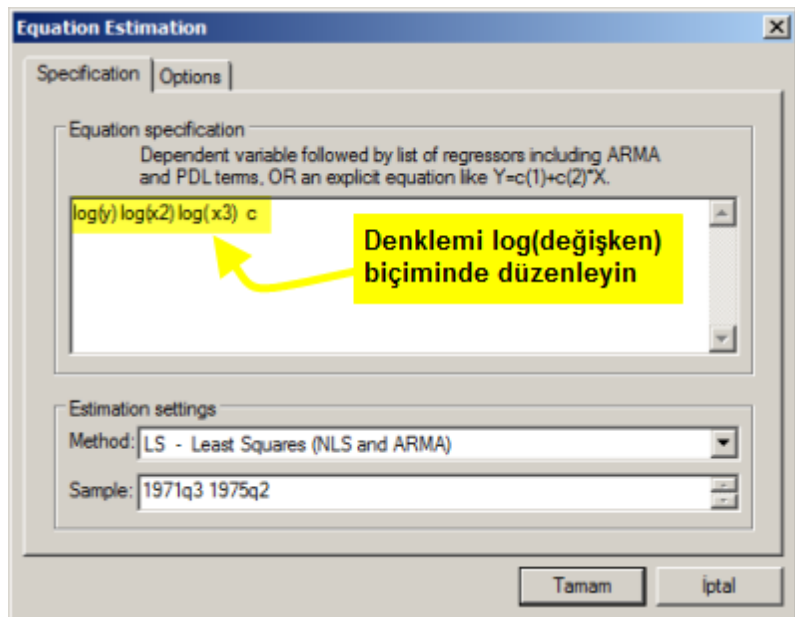 Equation Estimation
Specification
Options
Equation specification
Dependent variable followed by list of regressors including ARMA
and PDL terms, OR an explicit equation like Y=c(1)+c(2)*X.
log(y) log(x2) log(x3) c
Denklemi log(değişken)
biçiminde düzenleyin
Estimation settings
Method: LS - Least Squares (NLS and ARMA)
Sample: 1971q3 1975q2
Tamam
İptal